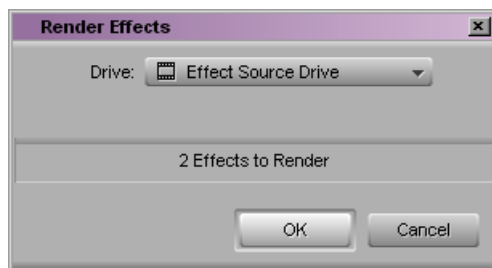 Render Effects
Drive: Effect Source Drive
2 Effects to Render
OK Cancel